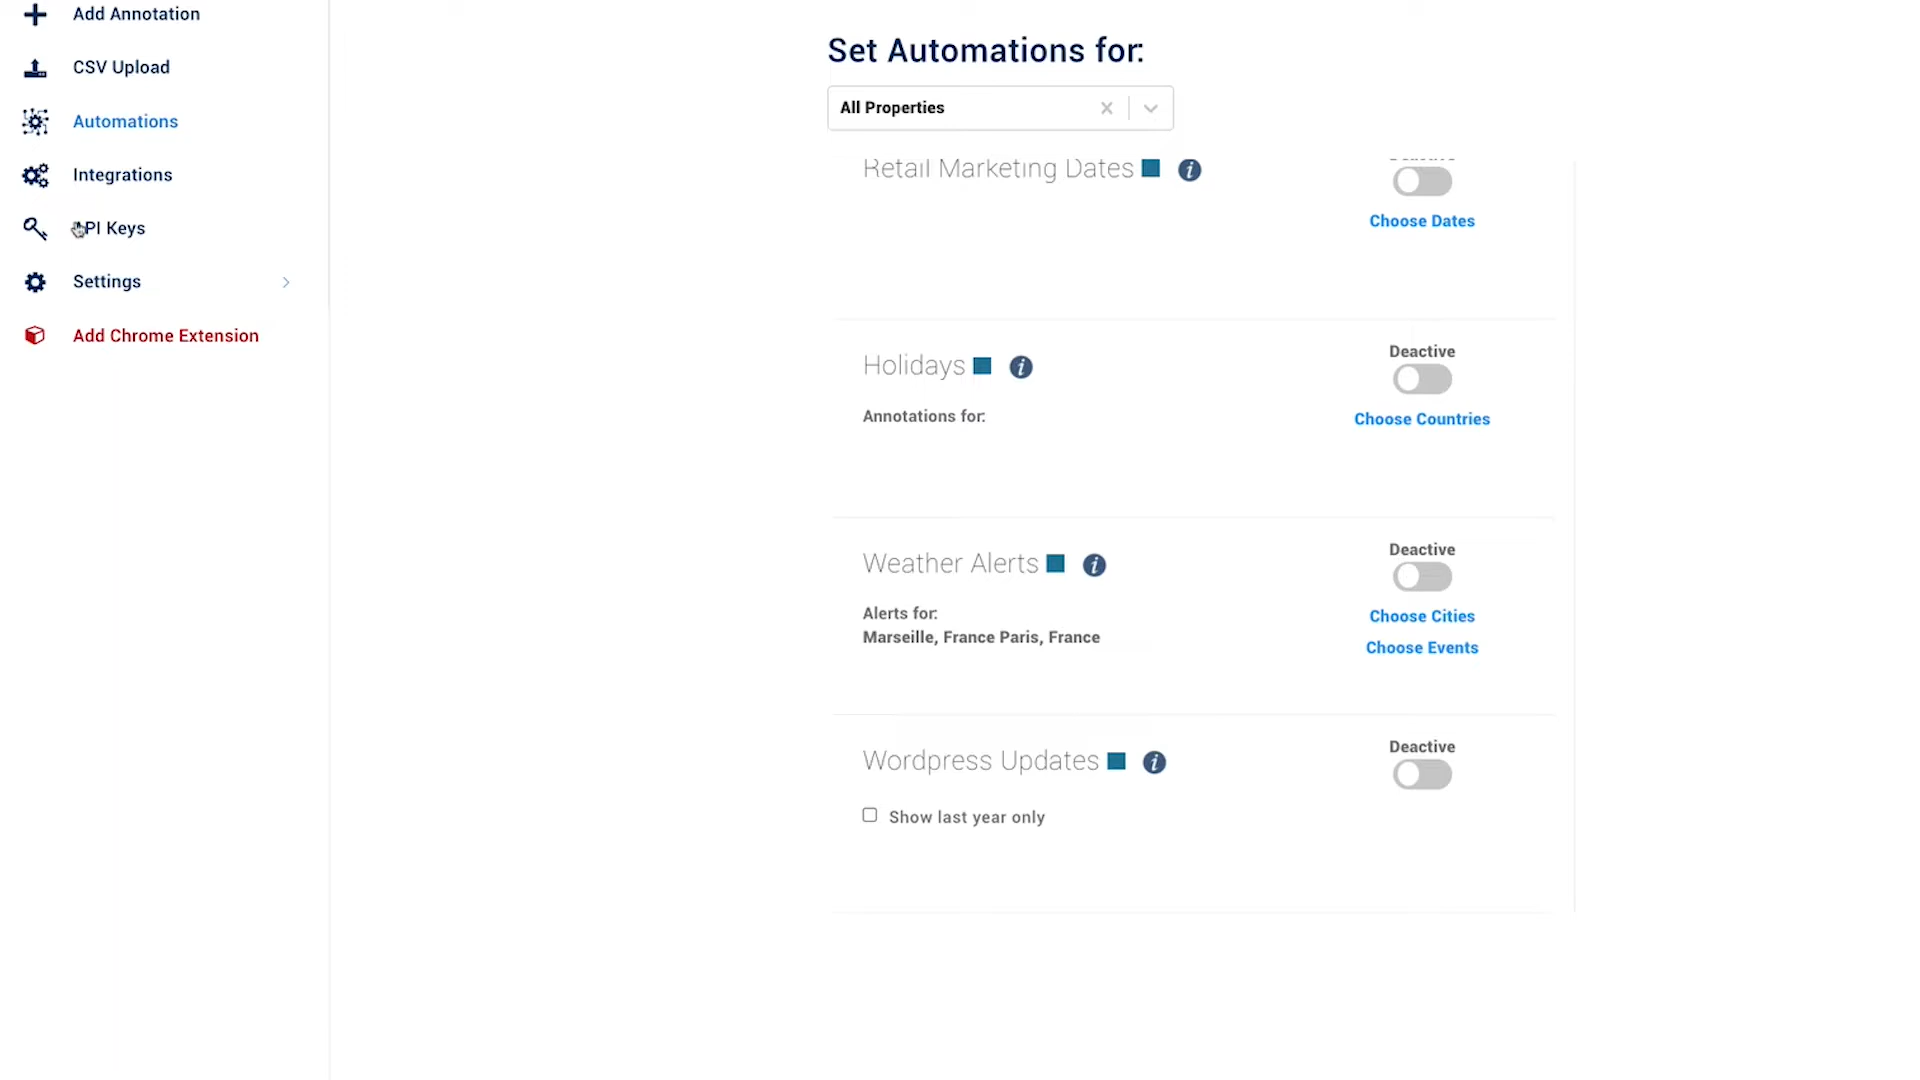 Add Annotation
CSV Upload
Automations
Integrations
PI Keys
Settings
Add Chrome Extension
Set Automations for:
All Properties
Retail Marketing Dates
Choose Dates
Holidays
Deactive
Annotations for:
Choose Countries
Weather Alerts
Deactive
Alerts for:
Marseille, France Paris, France
Choose Cities
Choose Events
Wordpress Updates
Deactive
Show last year only